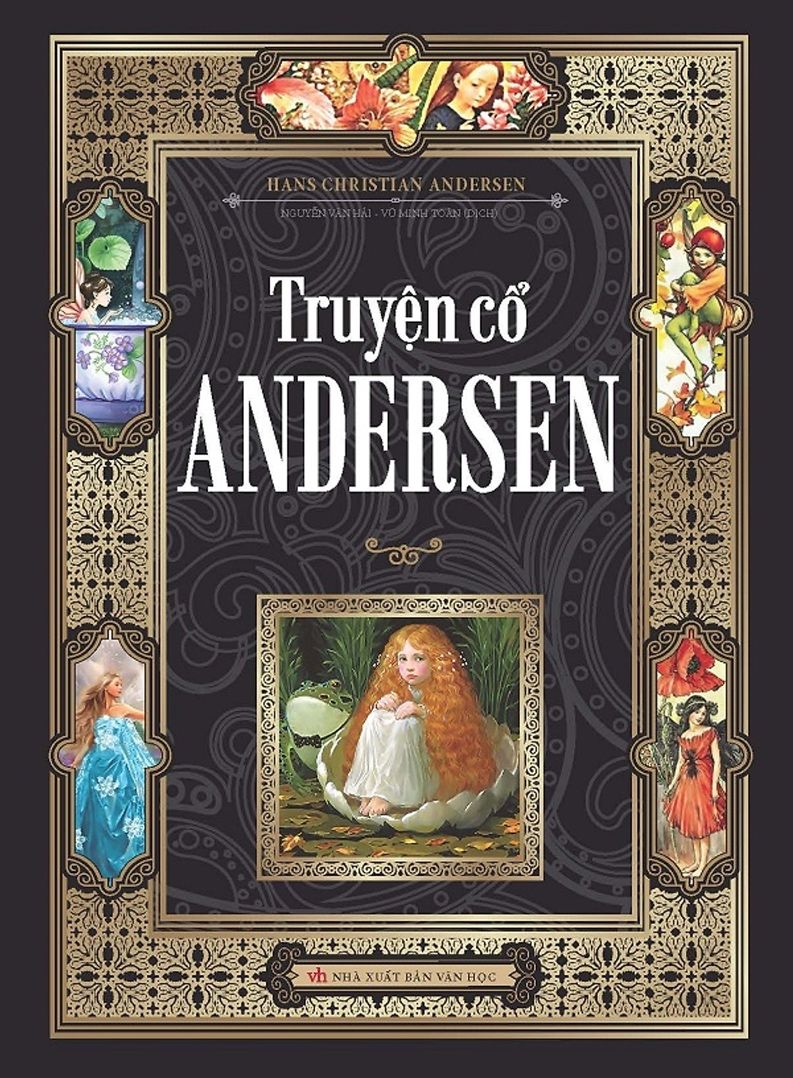 HANS CHRISTIAN ANDERSEN
NGUYỄN VĂN HẢI - VŨ MINH TOÀN (DỊCH)
Truyện cổ
ANDERSEN
vh NHÀ XUẤT BẢN VĂN HỌC